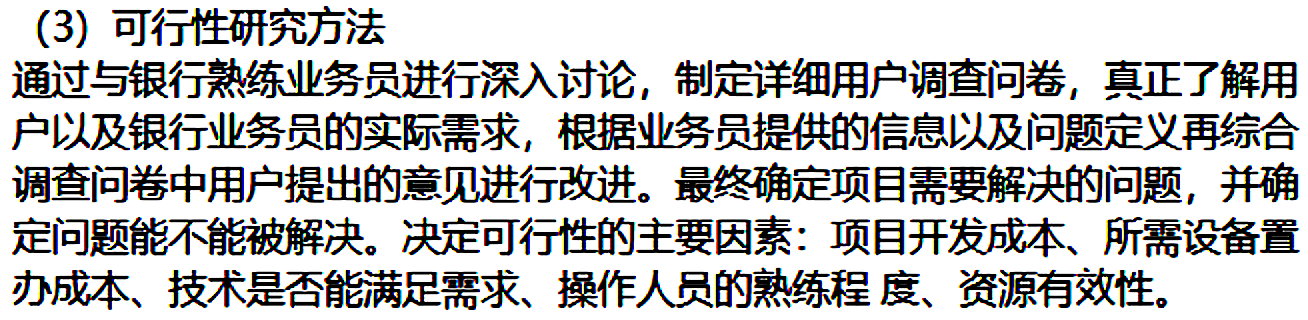 （3）可行性研究方法
通过与银行熟练业务员进行深入讨论，制定详细用户调查问卷，真正了解用
户以及银行业务员的实际需求，根据业务员提供的信息以及问题定义再综合
调查问卷中用户提出的意见进行改进。最终确定项目需要解决的问题，并确
定问题能不能被解决。决定可行性的主要因素：项目开发成本、所需设备置
办成本、技术是否能满足需求、操作人员的熟练程 度、资源有效性。